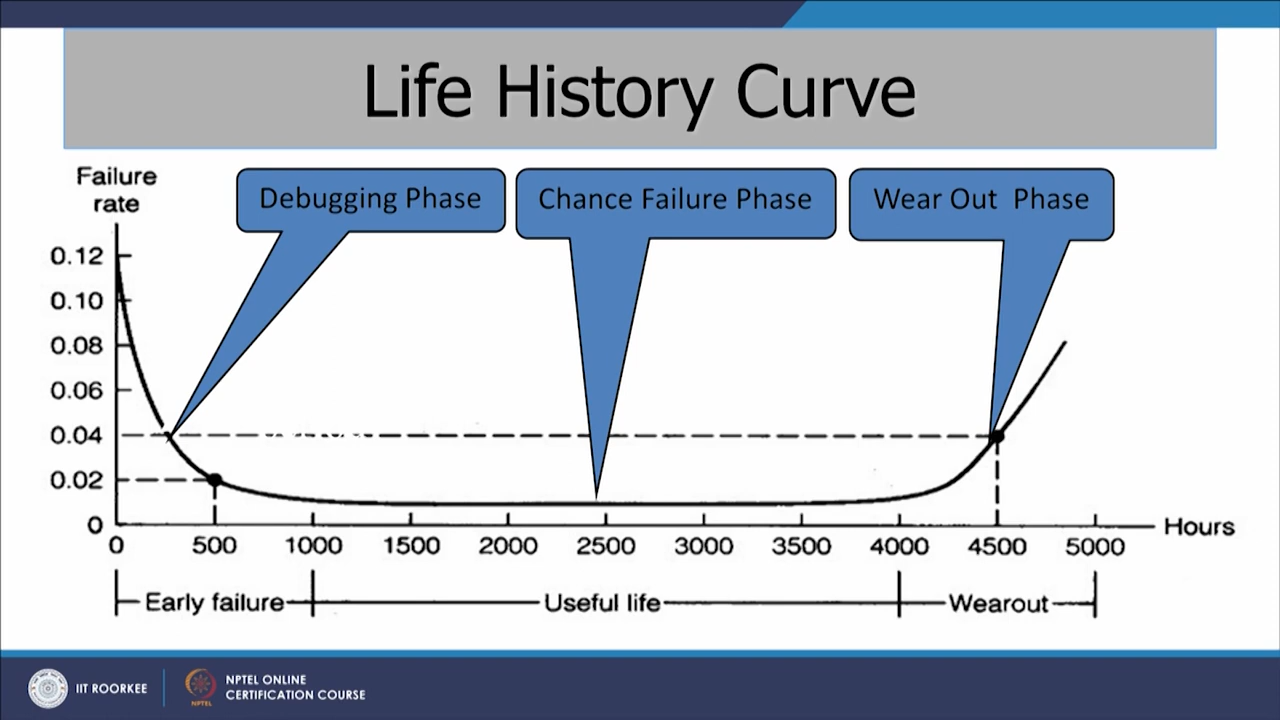 Life History Curve
Failure
rate
Debugging Phase
Chance Failure Phase
Wear Out Phase
0.12
0.10
0.08
0.06
0.04
0.02
0
0 500 1000 1500 2000 2500 3000 3500 4000 4500 5000
Hours
Early failure
Useful life
Wearout
IIT ROORKEE
NPTEL
NPTEL ONLINE
CERTIFICATION COURSE